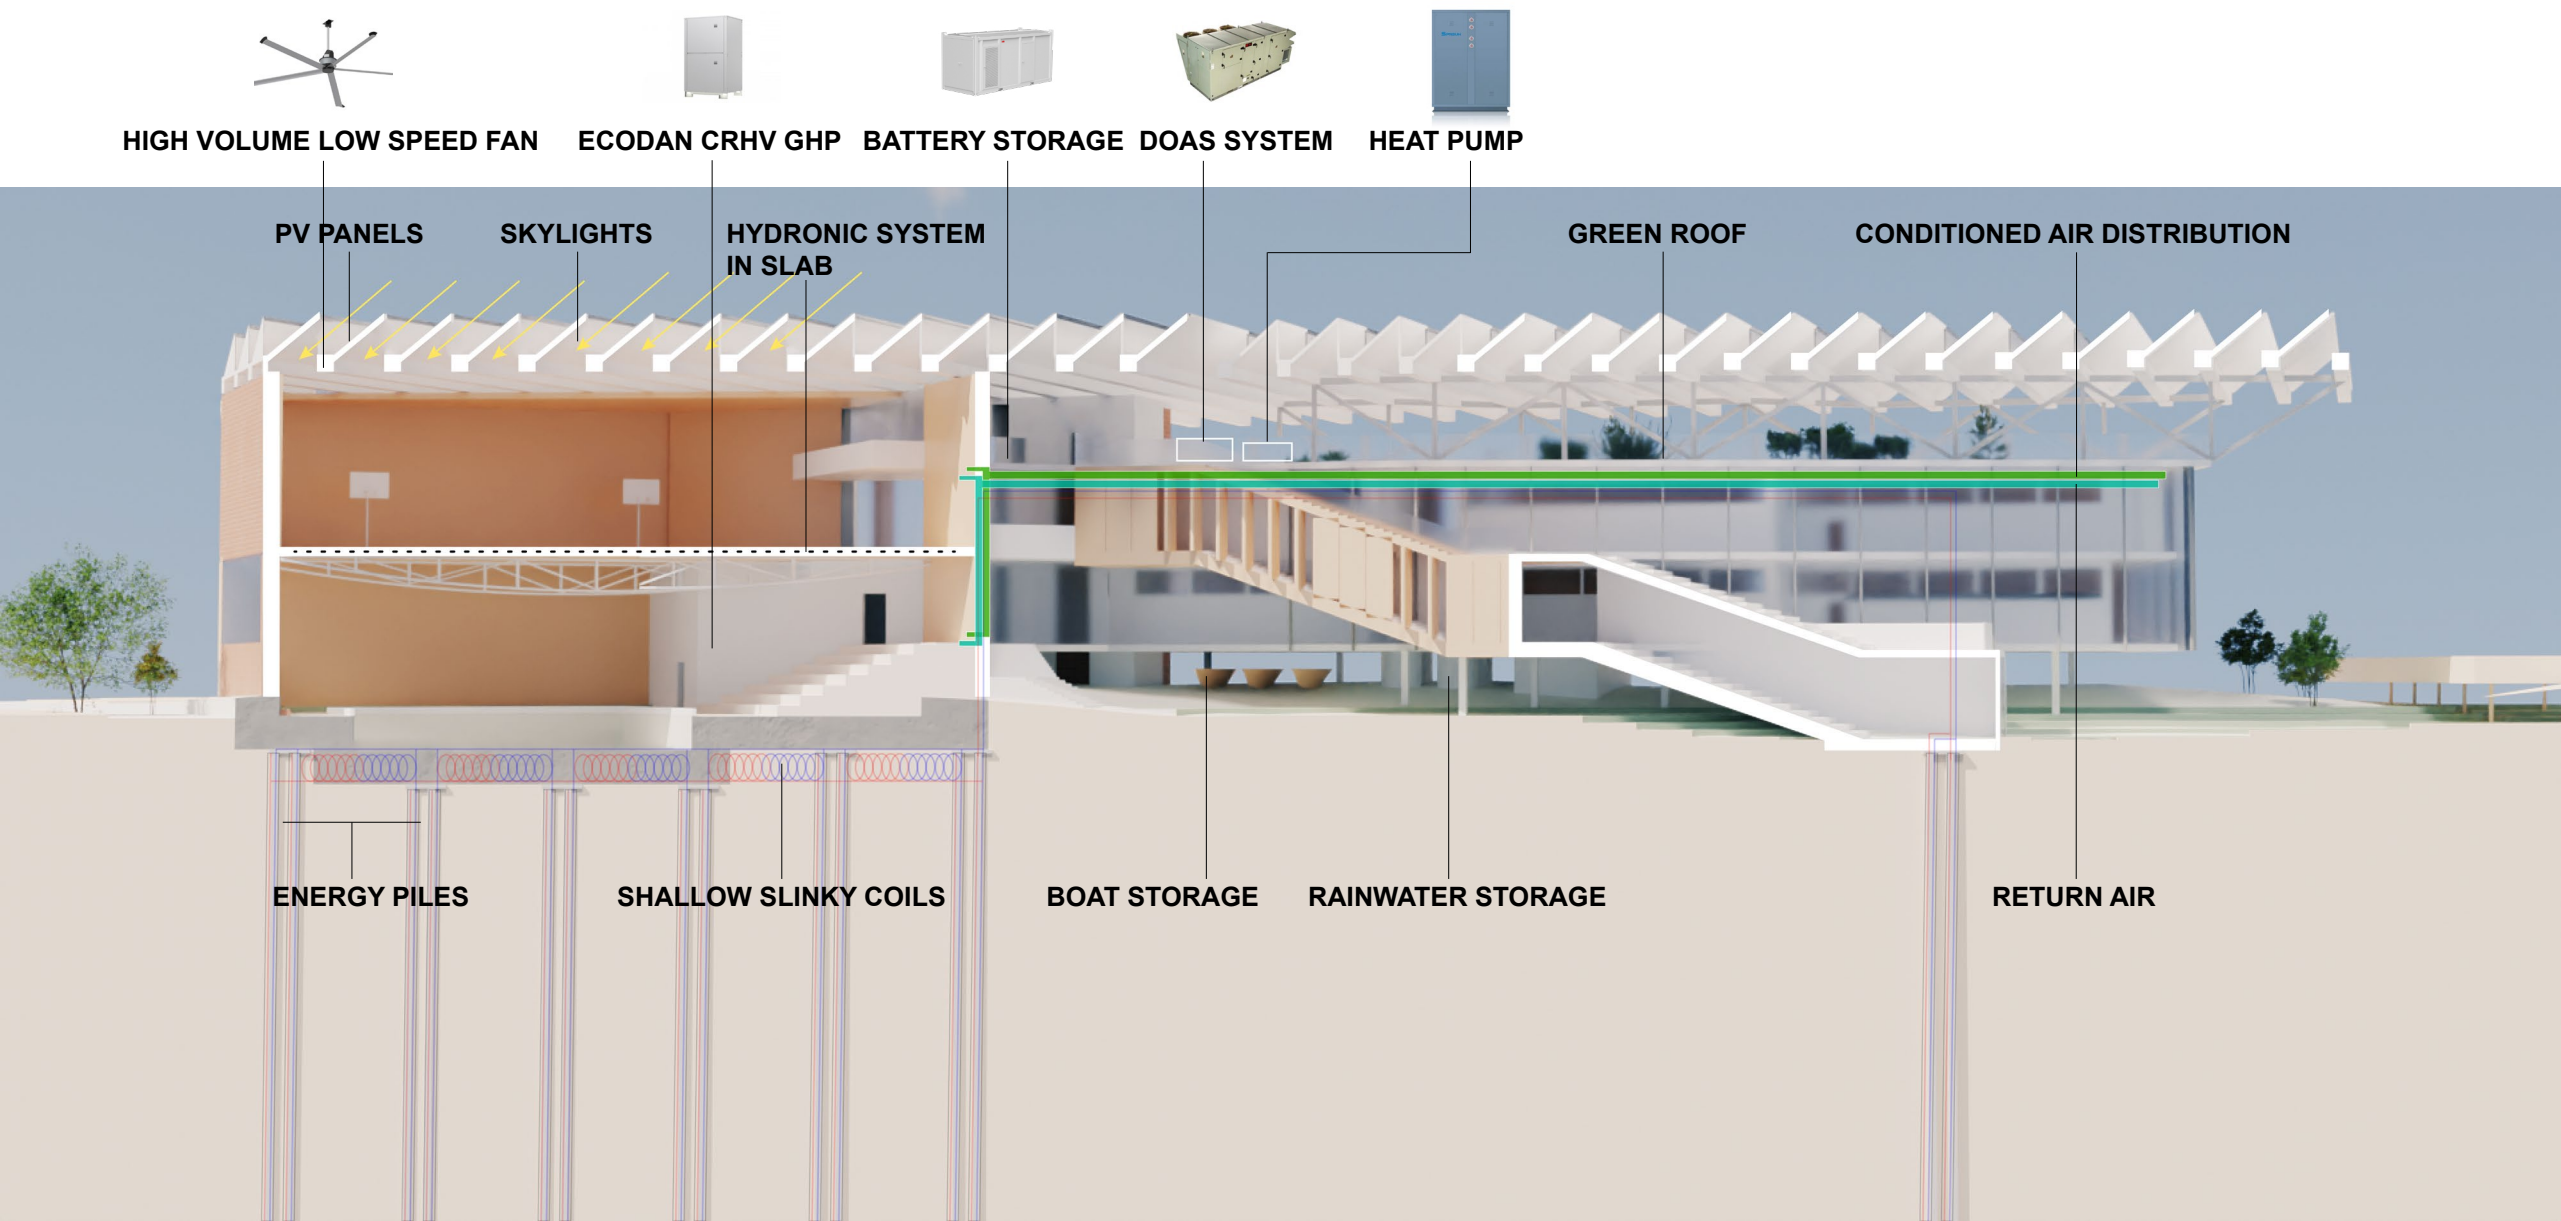 HIGH VOLUME LOW SPEED FAN
ECODAN CRHV GHP
BATTERY STORAGE
DOAS SYSTEM
HEAT PUMP
PV PANELS
SKYLIGHTS
HYDRONIC SYSTEM
IN SLAB
GREEN ROOF
CONDITIONED AIR DISTRIBUTION
ENERGY PILES
SHALLOW SLINKY COILS
BOAT STORAGE
RAINWATER STORAGE
RETURN AIR